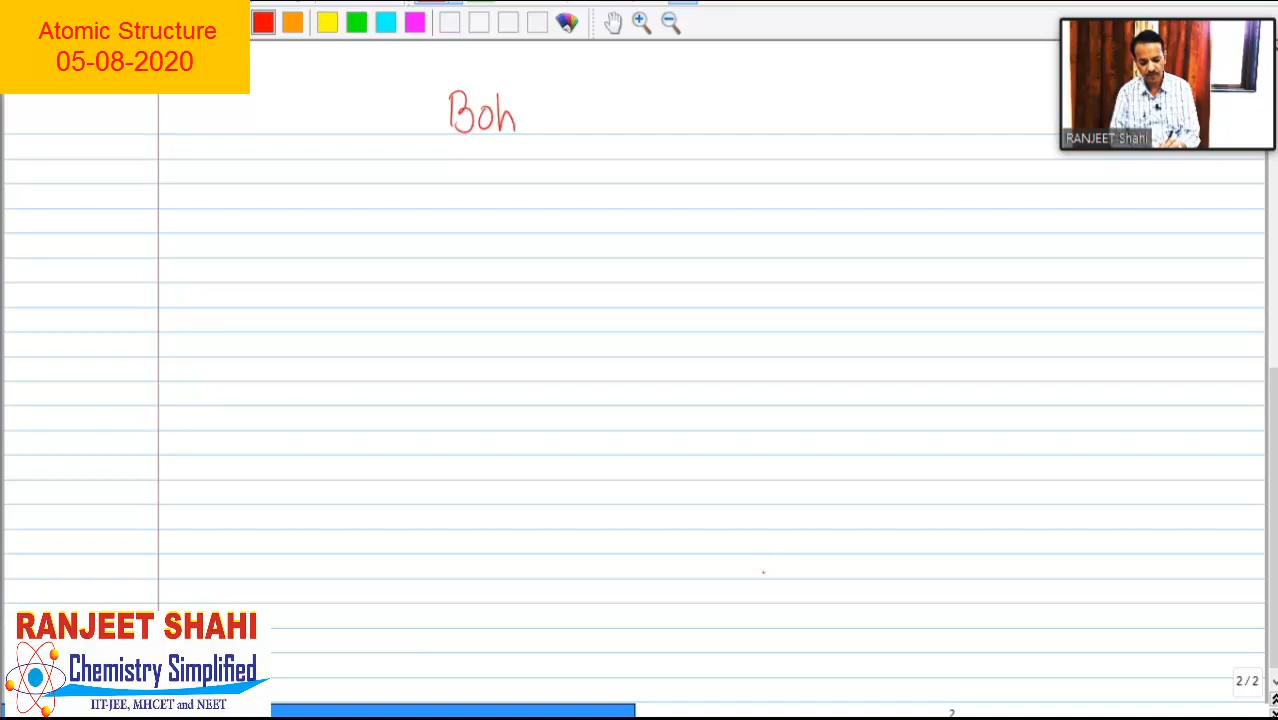 Atomic Structure
05-08-2020
Boh
RANJEET Shahi
RANJEET SHAHI
Chemistry Simplified
IIT-JEE, MHCET and NEET
2 / 2
2